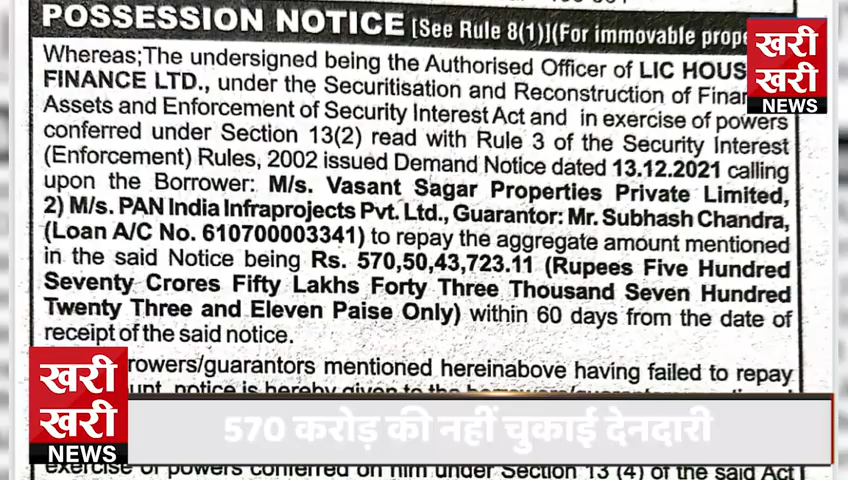 POSSESSION NOTICE [See Rule 8(1)](For immovable
Whereas;The undersigned being the Authorised Officer of LIC
FINANCE LTD., under the Securitisation and Reconstruction of
Assets and Enforcement of Security Interest Act and in exercise of powers
conferred under Section 13(2) read with Rule 3 of the Security Interest
(Enforcement) Rules, 2002 issued Demand Notice dated 13.12.2021 calling
upon the Borrower: M/s. Vasant Sagar Properties Private Limited,
2) M/s. PAN India Infraprojects Pvt. Ltd., Guarantor: Mr. Subhash Chandra,
(Loan A/C No. 610700003341) to repay the aggregate amount mentioned
in the said Notice being Rs. 570,50,43,723.11 (Rupees Five Hundred
Seventy Crores Fifty Lakhs Forty Three Thousand Seven Hundred
Twenty Three and Eleven Paise Only) within 60 days from the date of
receipt of the said notice.
mentioned hereinabove having failed to repay
notice is hereby given to the
570 करोड़ की नहीं चुकाई देनदारी
exercise of powers conferred on him under Section 13 (4) of the said Act
खरी
खरी
NEWS
खरी
खरी
NEWS